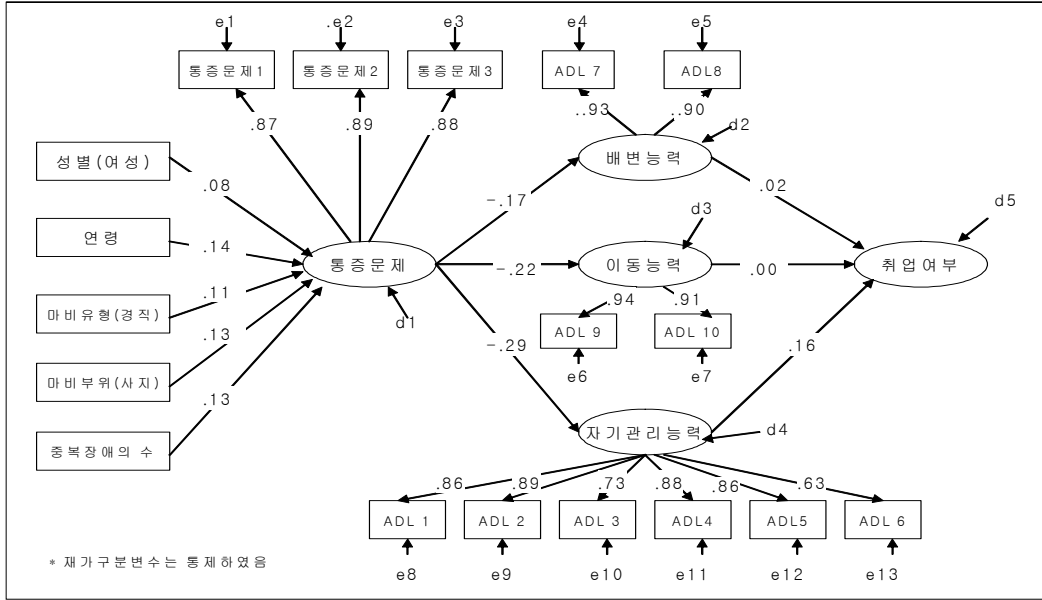 e1
.e2
e3
e4
e5
통증문제1
통증문제2
통증문제3
ADL 7
ADL8
.87
.89
.88
..93
..90
d2
성별(여성)
배변능력
.08
-.17
.02
d3
d5
연령
.14
통증문제
-.22
이동능력
.00
취업여부
.11
마비유형(경직)
d1
.94
.91
.13
-.29
ADL 9
ADL 10
.16
마비부위(사지)
e6
e7
.13
중복장애의 수
자기관리능력
d4
.86
.89
.73
.88
.86
.63
ADL 1
ADL 2
ADL 3
ADL4
ADL5
ADL 6
* 재가구분변수는 통제하였음
e8
e9
e10
e11
e12
e13